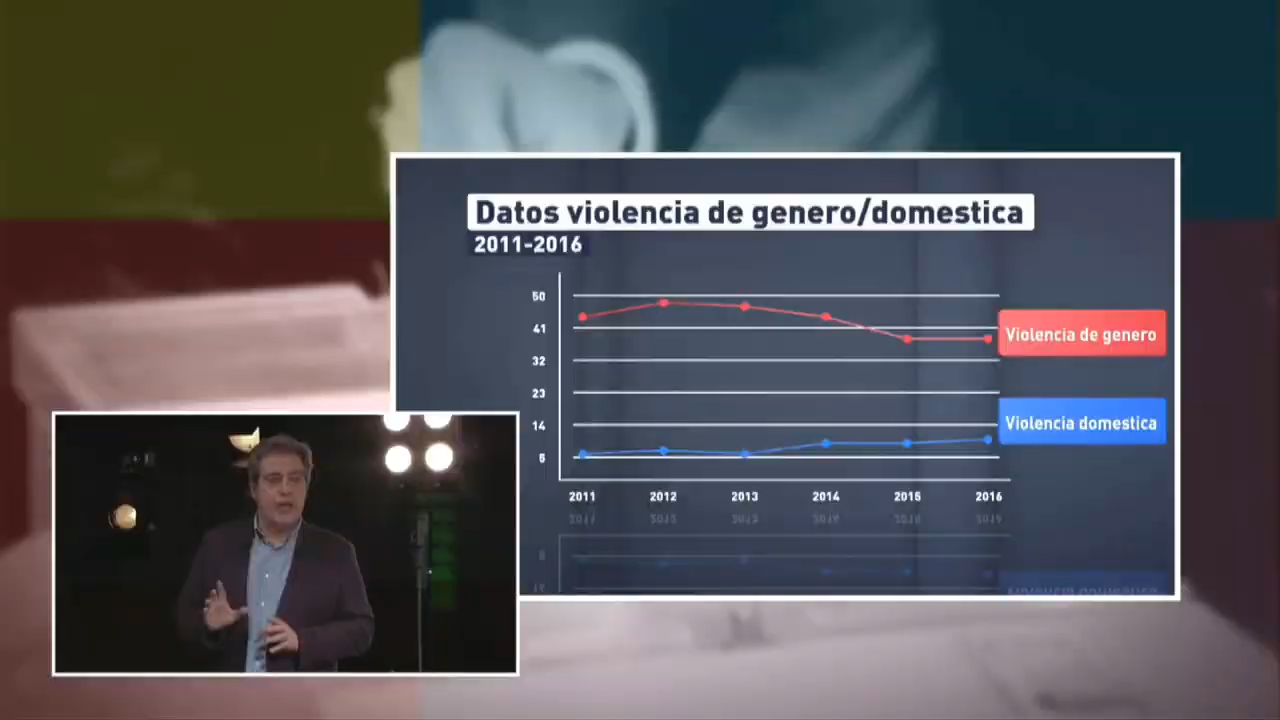 Datos violencia de genero/domestica
2011-2016
50
41
32
23
14
5
Violencia de genero
Violencia domestica
2011 2012 2013 2014 2015 2016